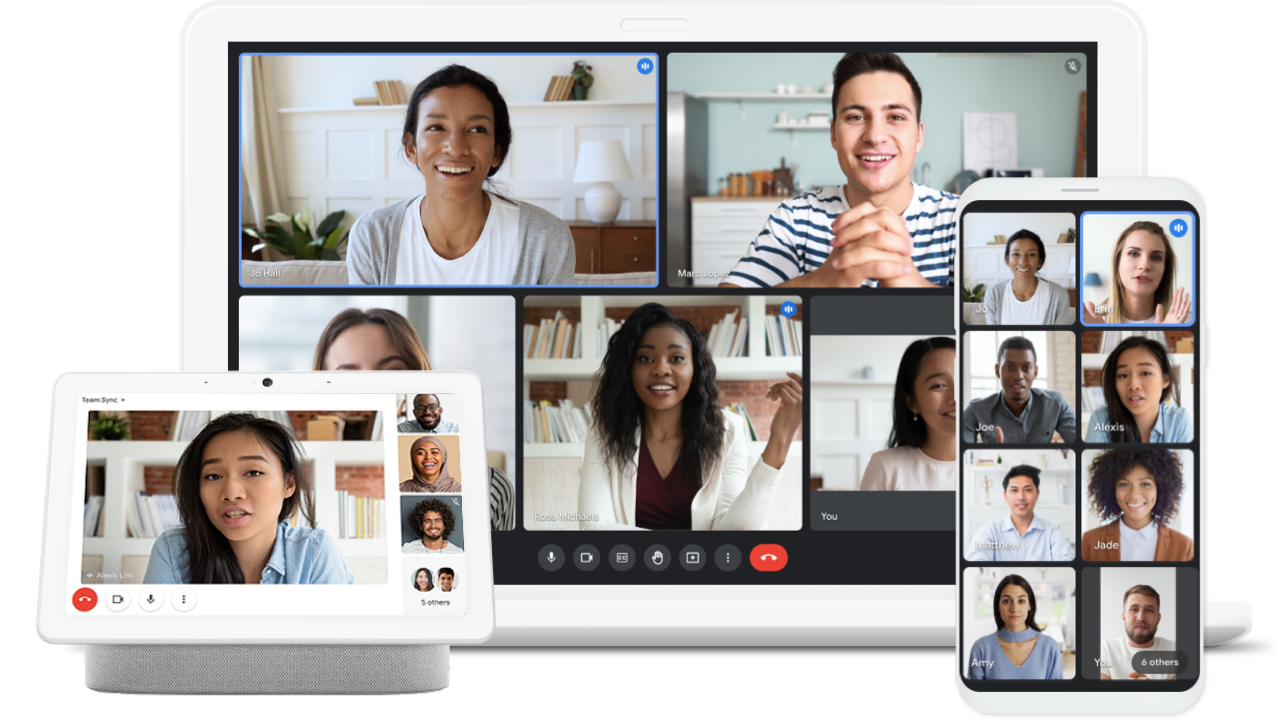 Jo Hall
Marc Lopez
Rosa Michaels
You
Team Sync
Alexis Lim
5 others
Jo
Erin
Joe
Alexis
Matthew
Jade
Amy
You
6 others